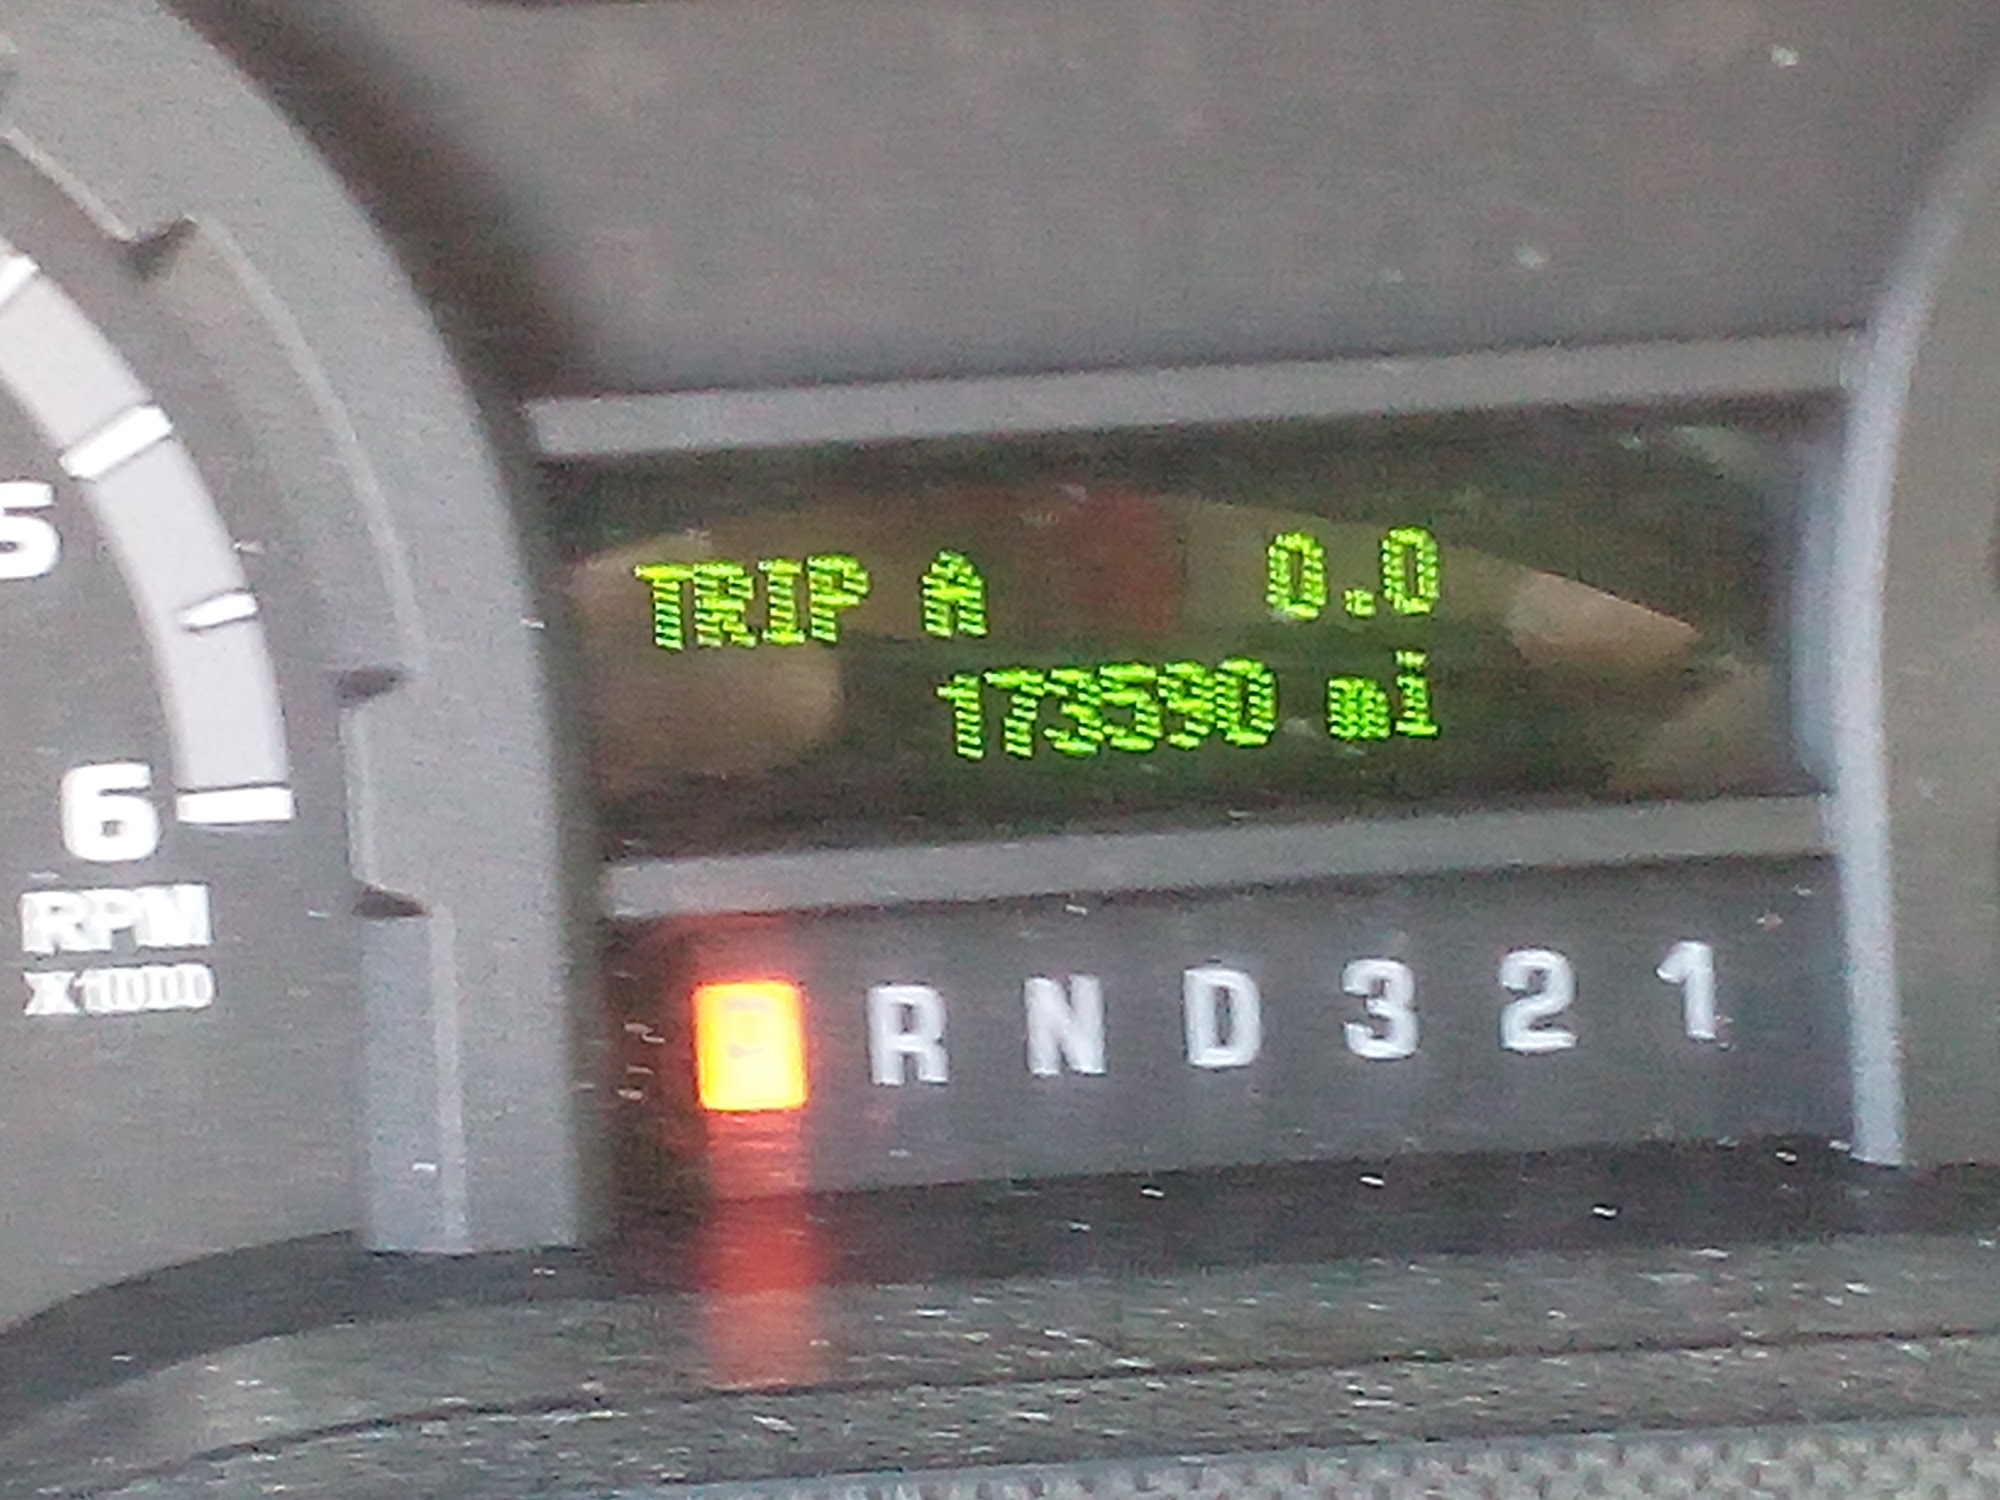 5
6
RPM
X1000
TRIP A 0.0
173590 mi
P R N D 3 2 1